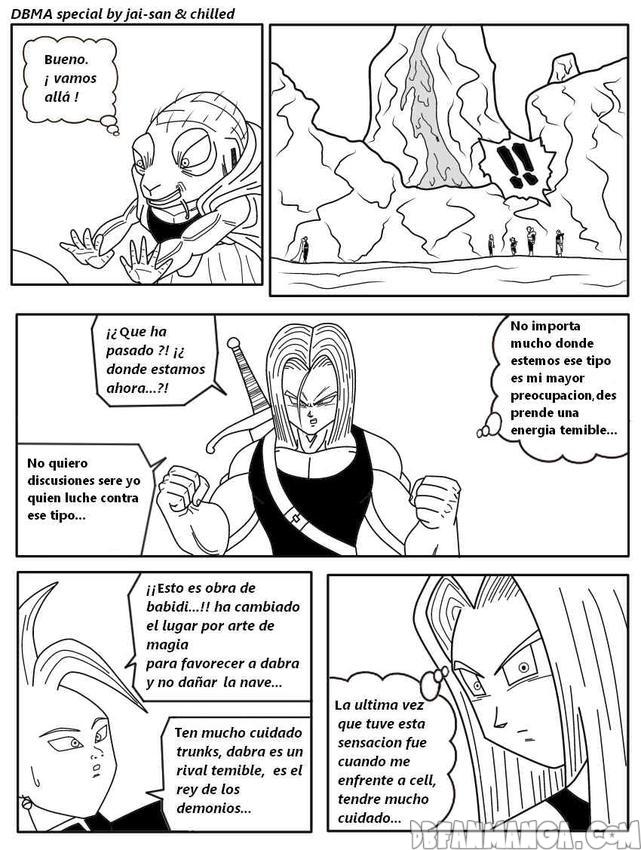 DBMA special by jai-san & chilled
Bueno.
¡ vamos
allá !
!!
¡¿Que ha
pasado ?! ¡¿
donde estamos
ahora...?!
No importa
mucho donde
estemos ese tipo
es mi mayor
preocupacion,des
prende una
energia temible...
No quiero
discusiones sere yo
quien luche contra
ese tipo...
¡¡Esto es obra de
babidi...!! ha cambiado
el lugar por arte de
magia
para favorecer a dabra
y no dañar la nave...
Ten mucho cuidado
trunks, dabra es un
rival temible, es el
rey de los
demonios...
La ultima vez
que tuve esta
sensacion fue
cuando me
enfrente a cell,
tendre mucho
cuidado...
DBFANMANGA.COM